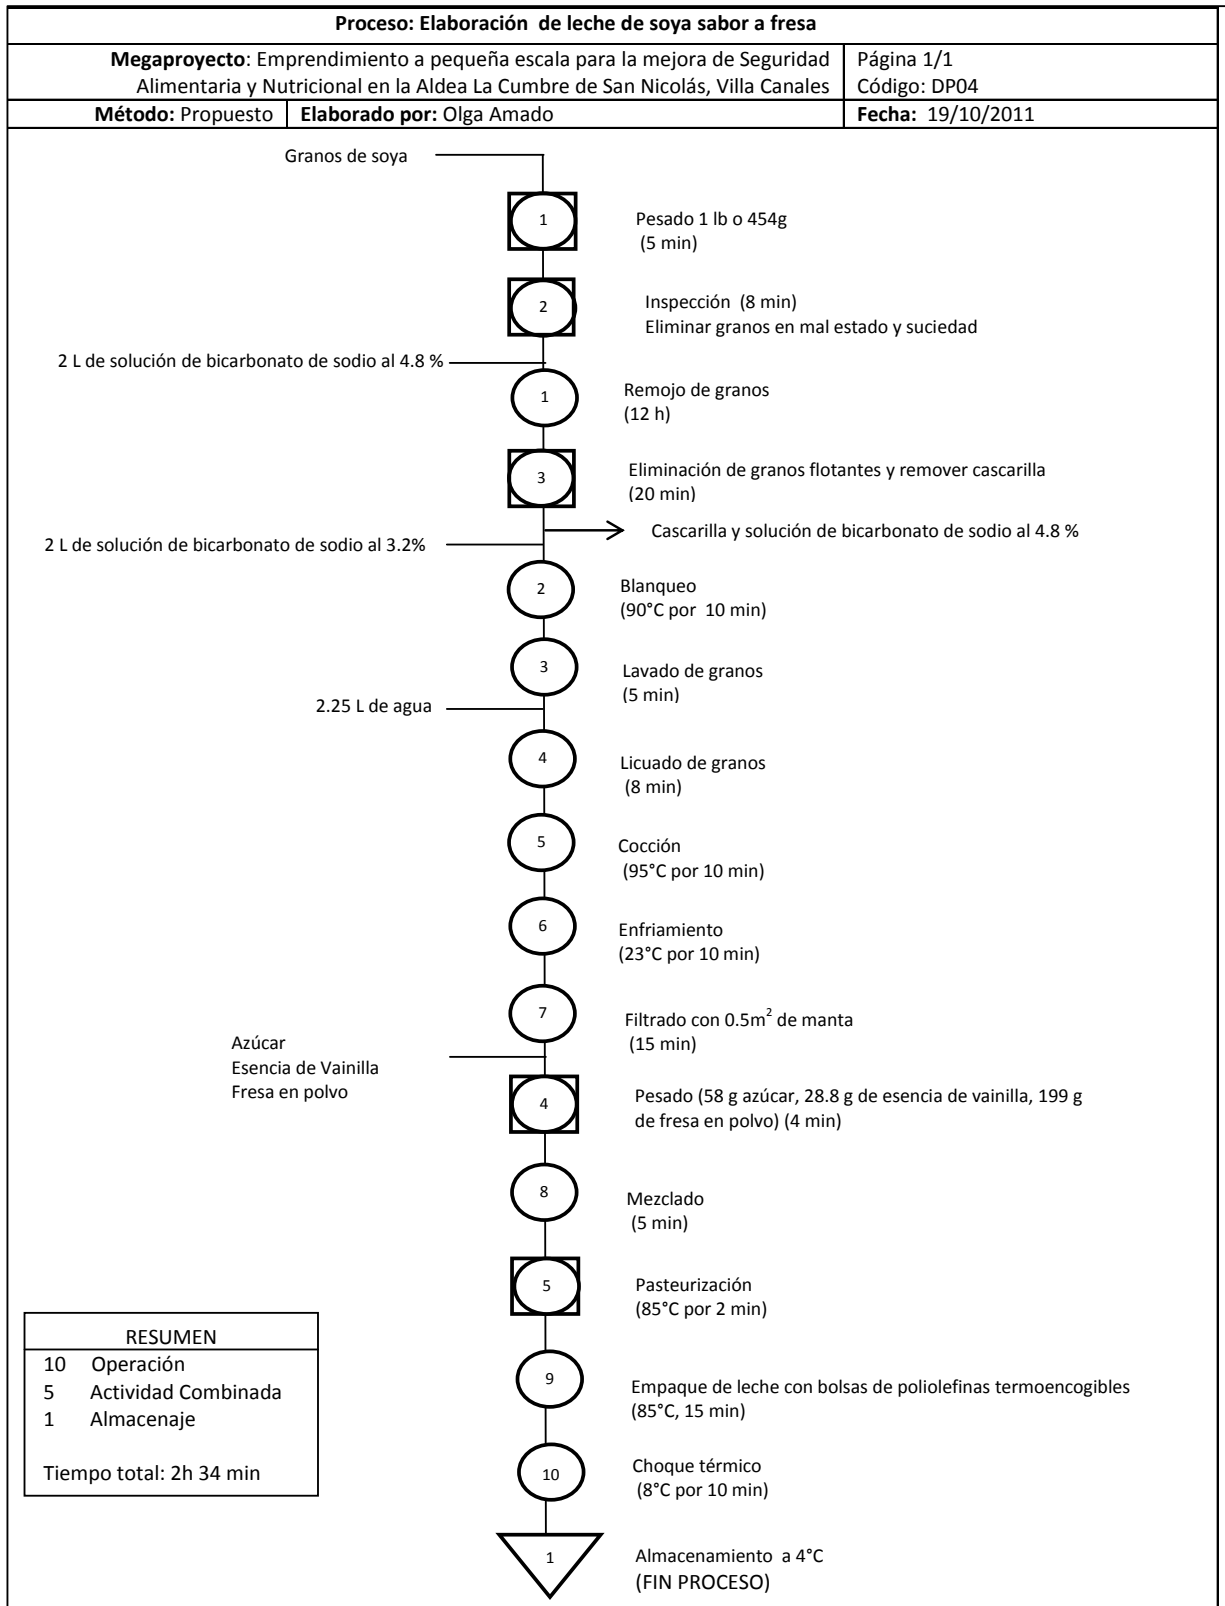 Proceso: Elaboración de leche de soya sabor a fresa
Megaproyecto: Emprendimiento a pequeña escala para la mejora de Seguridad
Alimentaria y Nutricional en la Aldea La Cumbre de San Nicolás, Villa Canales
Página 1/1
Código: DP04
Método: Propuesto
Elaborado por: Olga Amado
Fecha: 19/10/2011
Granos de soya
1
Pesado 1 lb o 454g
(5 min)
2
Inspección (8 min)
Eliminar granos en mal estado y suciedad
2 L de solución de bicarbonato de sodio al 4.8 %
1
Remojo de granos
(12 h)
3
Eliminación de granos flotantes y remover cascarilla
(20 min)
Cascarilla y solución de bicarbonato de sodio al 4.8 %
2 L de solución de bicarbonato de sodio al 3.2%
2
Blanqueo
(90°C por 10 min)
3
Lavado de granos
(5 min)
2.25 L de agua
4
Licuado de granos
(8 min)
5
Cocción
(95°C por 10 min)
6
Enfriamiento
(23°C por 10 min)
7
Filtrado con 0.5m² de manta
(15 min)
Azúcar
Esencia de Vainilla
Fresa en polvo
4
Pesado (58 g azúcar, 28.8 g de esencia de vainilla, 199 g
de fresa en polvo) (4 min)
8
Mezclado
(5 min)
5
Pasteurización
(85°C por 2 min)
9
Empaque de leche con bolsas de poliolefinas termoencogibles
(85°C, 15 min)
10
Choque térmico
(8°C por 10 min)
1
Almacenamiento a 4°C
(FIN PROCESO)
RESUMEN
10 Operación
5 Actividad Combinada
1 Almacenaje
Tiempo total: 2h 34 min